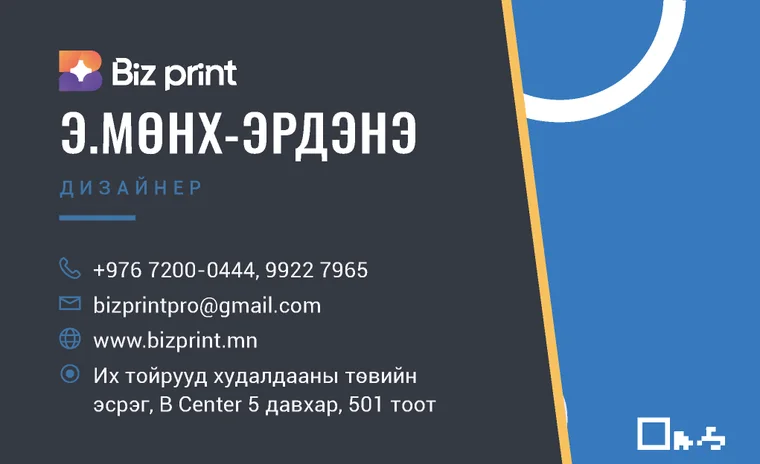 Biz print
Э.МӨНХ-ЭРДЭНЭ
ДИЗАЙНЕР
+976 7200-0444, 9922 7965
bizprintpro@gmail.com
www.bizprint.mn
Их тойрууд худалдааны төвийн
эсрэг, B Center 5 давхар, 501 тоот